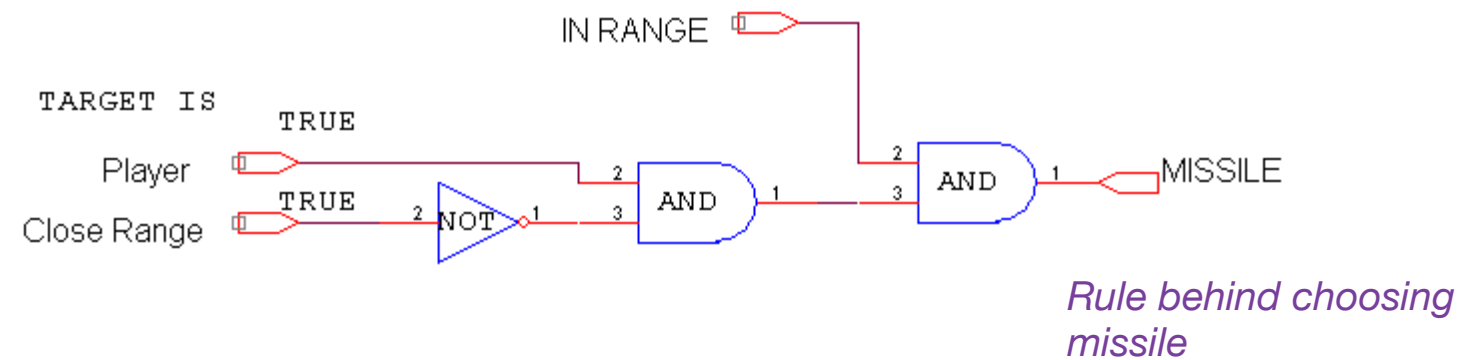 IN RANGE
TARGET IS
TRUE
Player
2
2
AND
1
MISSILE
TRUE
2
AND
1
3
Close Range
2
NOT
1
3
Rule behind choosing
missile